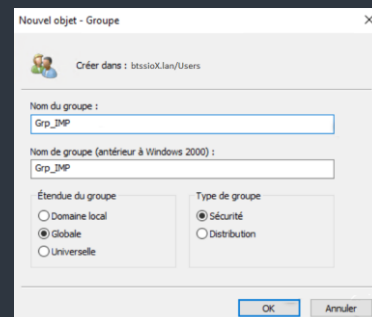 Nouvel objet - Groupe
Créer dans : btssioX.lan/Users
Nom du groupe :
Grp_IMP
Nom de groupe (antérieur à Windows 2000) :
Grp_IMP
Étendue du groupe
Domaine local
Globale
Universelle
Type de groupe
Sécurité
Distribution
OK
Annuler